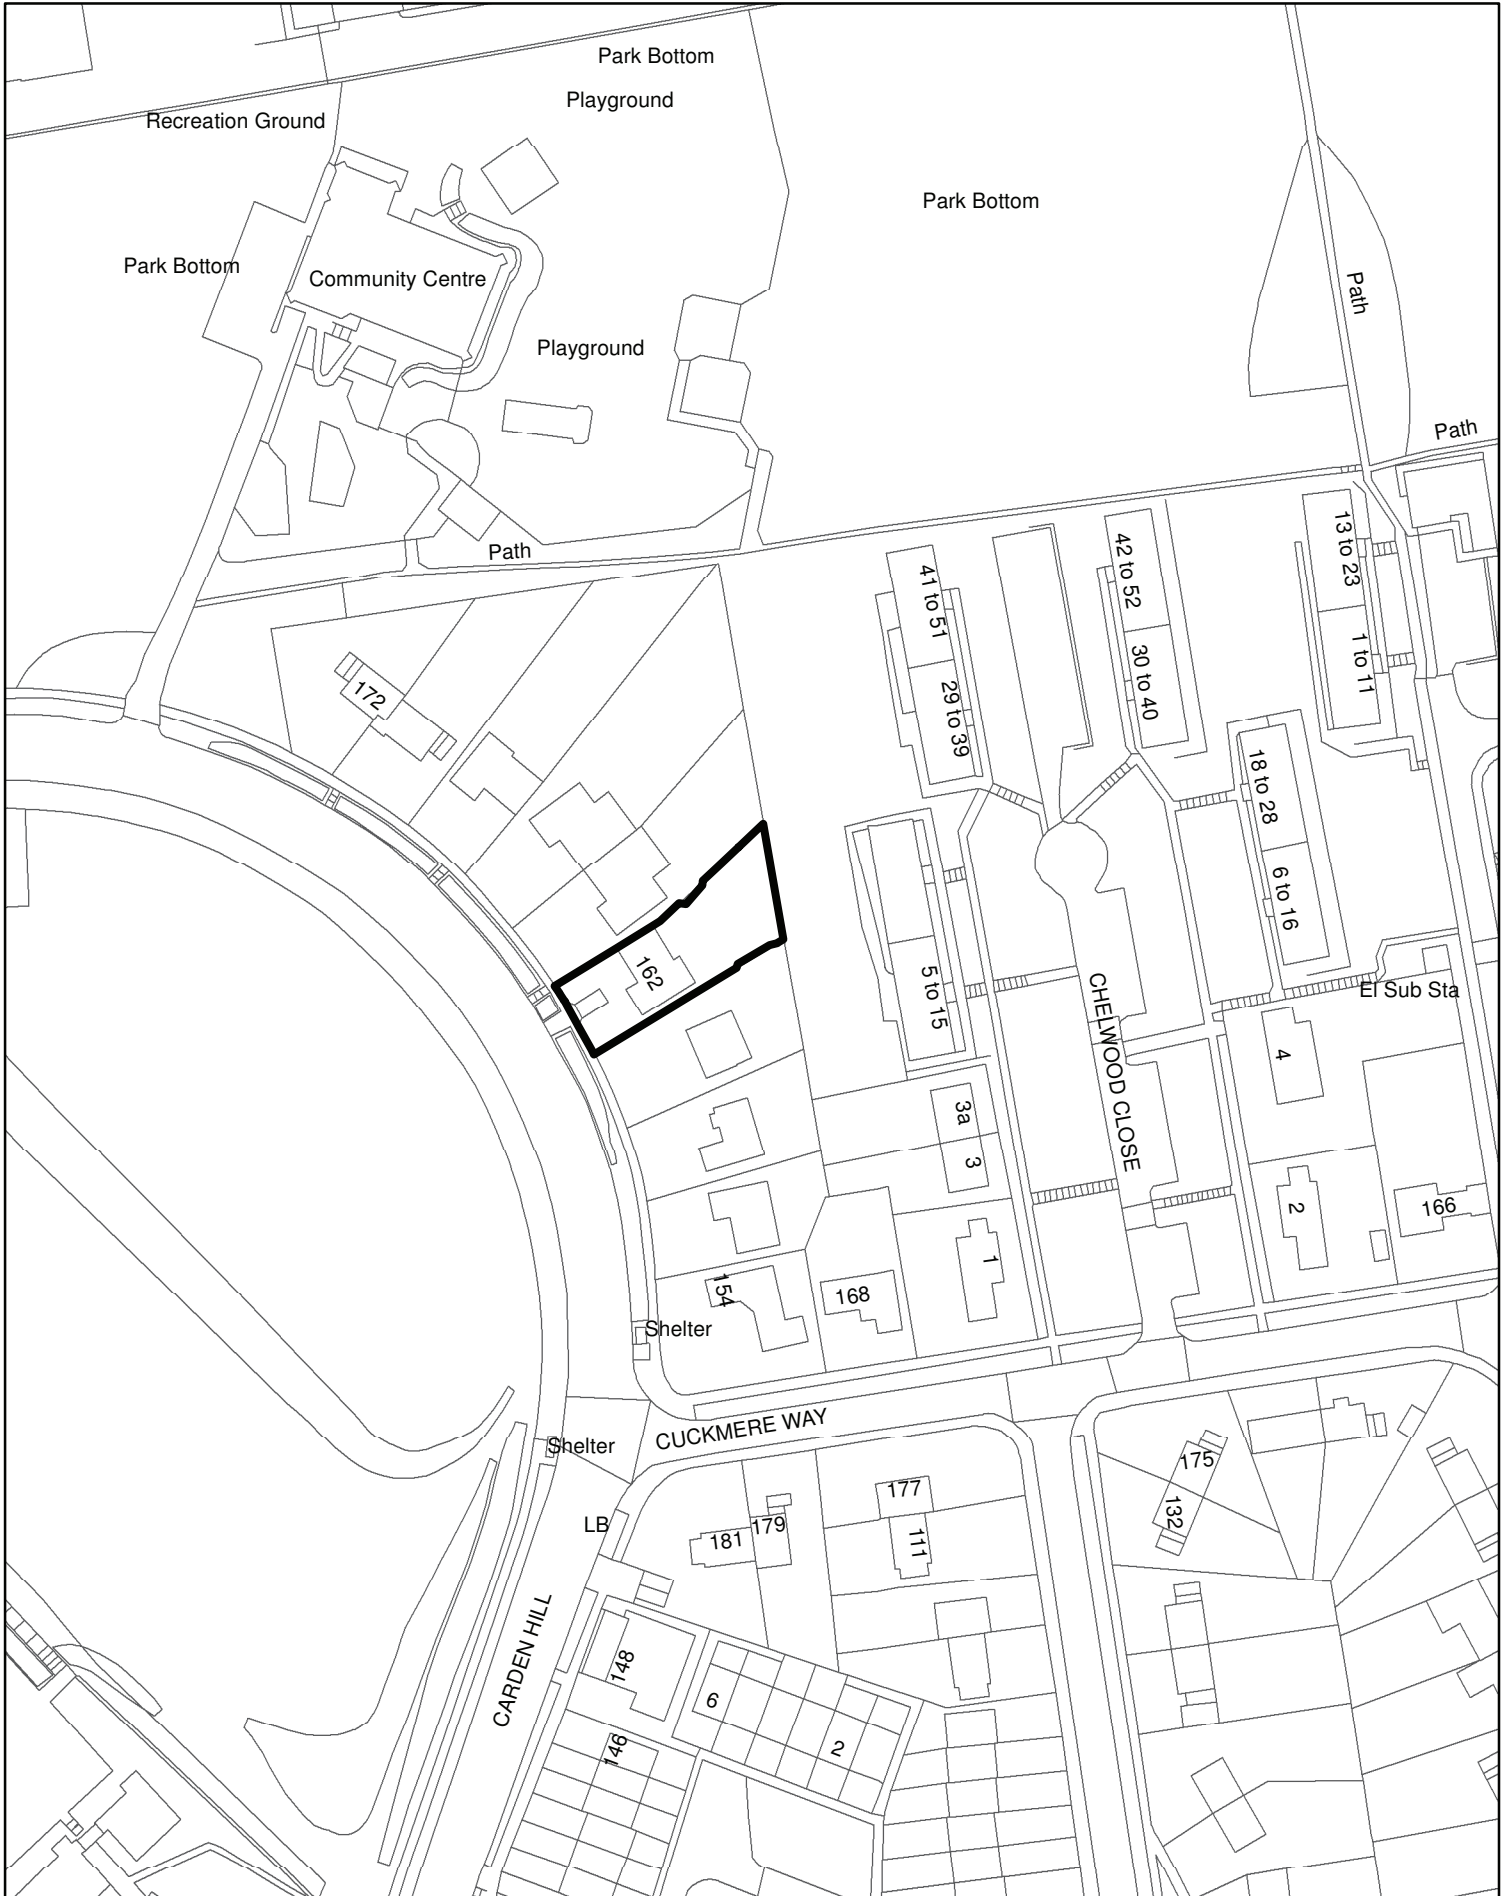 Park Bottom
Playground
Recreation Ground
Park Bottom
Park Bottom
Community Centre
Path
Playground
Path
Path
13 to 23
42 to 52
41 to 51
1 to 11
30 to 40
29 to 39
172
18 to 28
6 to 16
162
5 to 15
El Sub Sta
CHELWOOD CLOSE
4
3a
3
2
166
1
154
168
Shelter
CUCKMERE WAY
Shelter
175
177
132
LB
179
181
111
CARDEN HILL
148
6
2
146